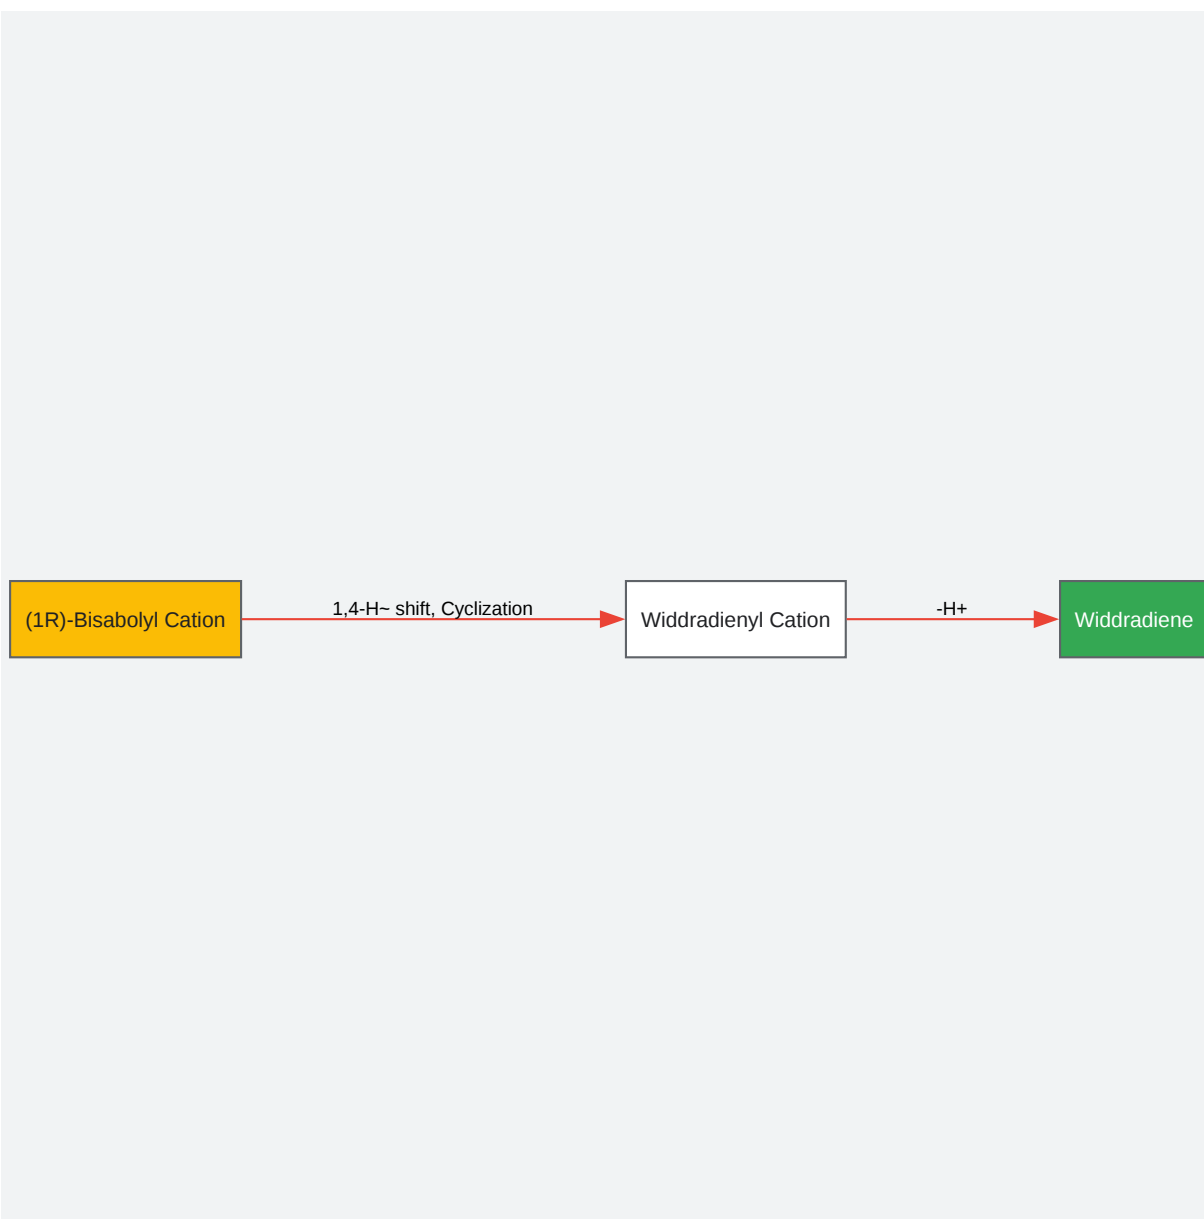 (1R)-Bisabolyl Cation
1,4-H~ shift, Cyclization
Widdradienyl Cation
-H+
Widdradiene